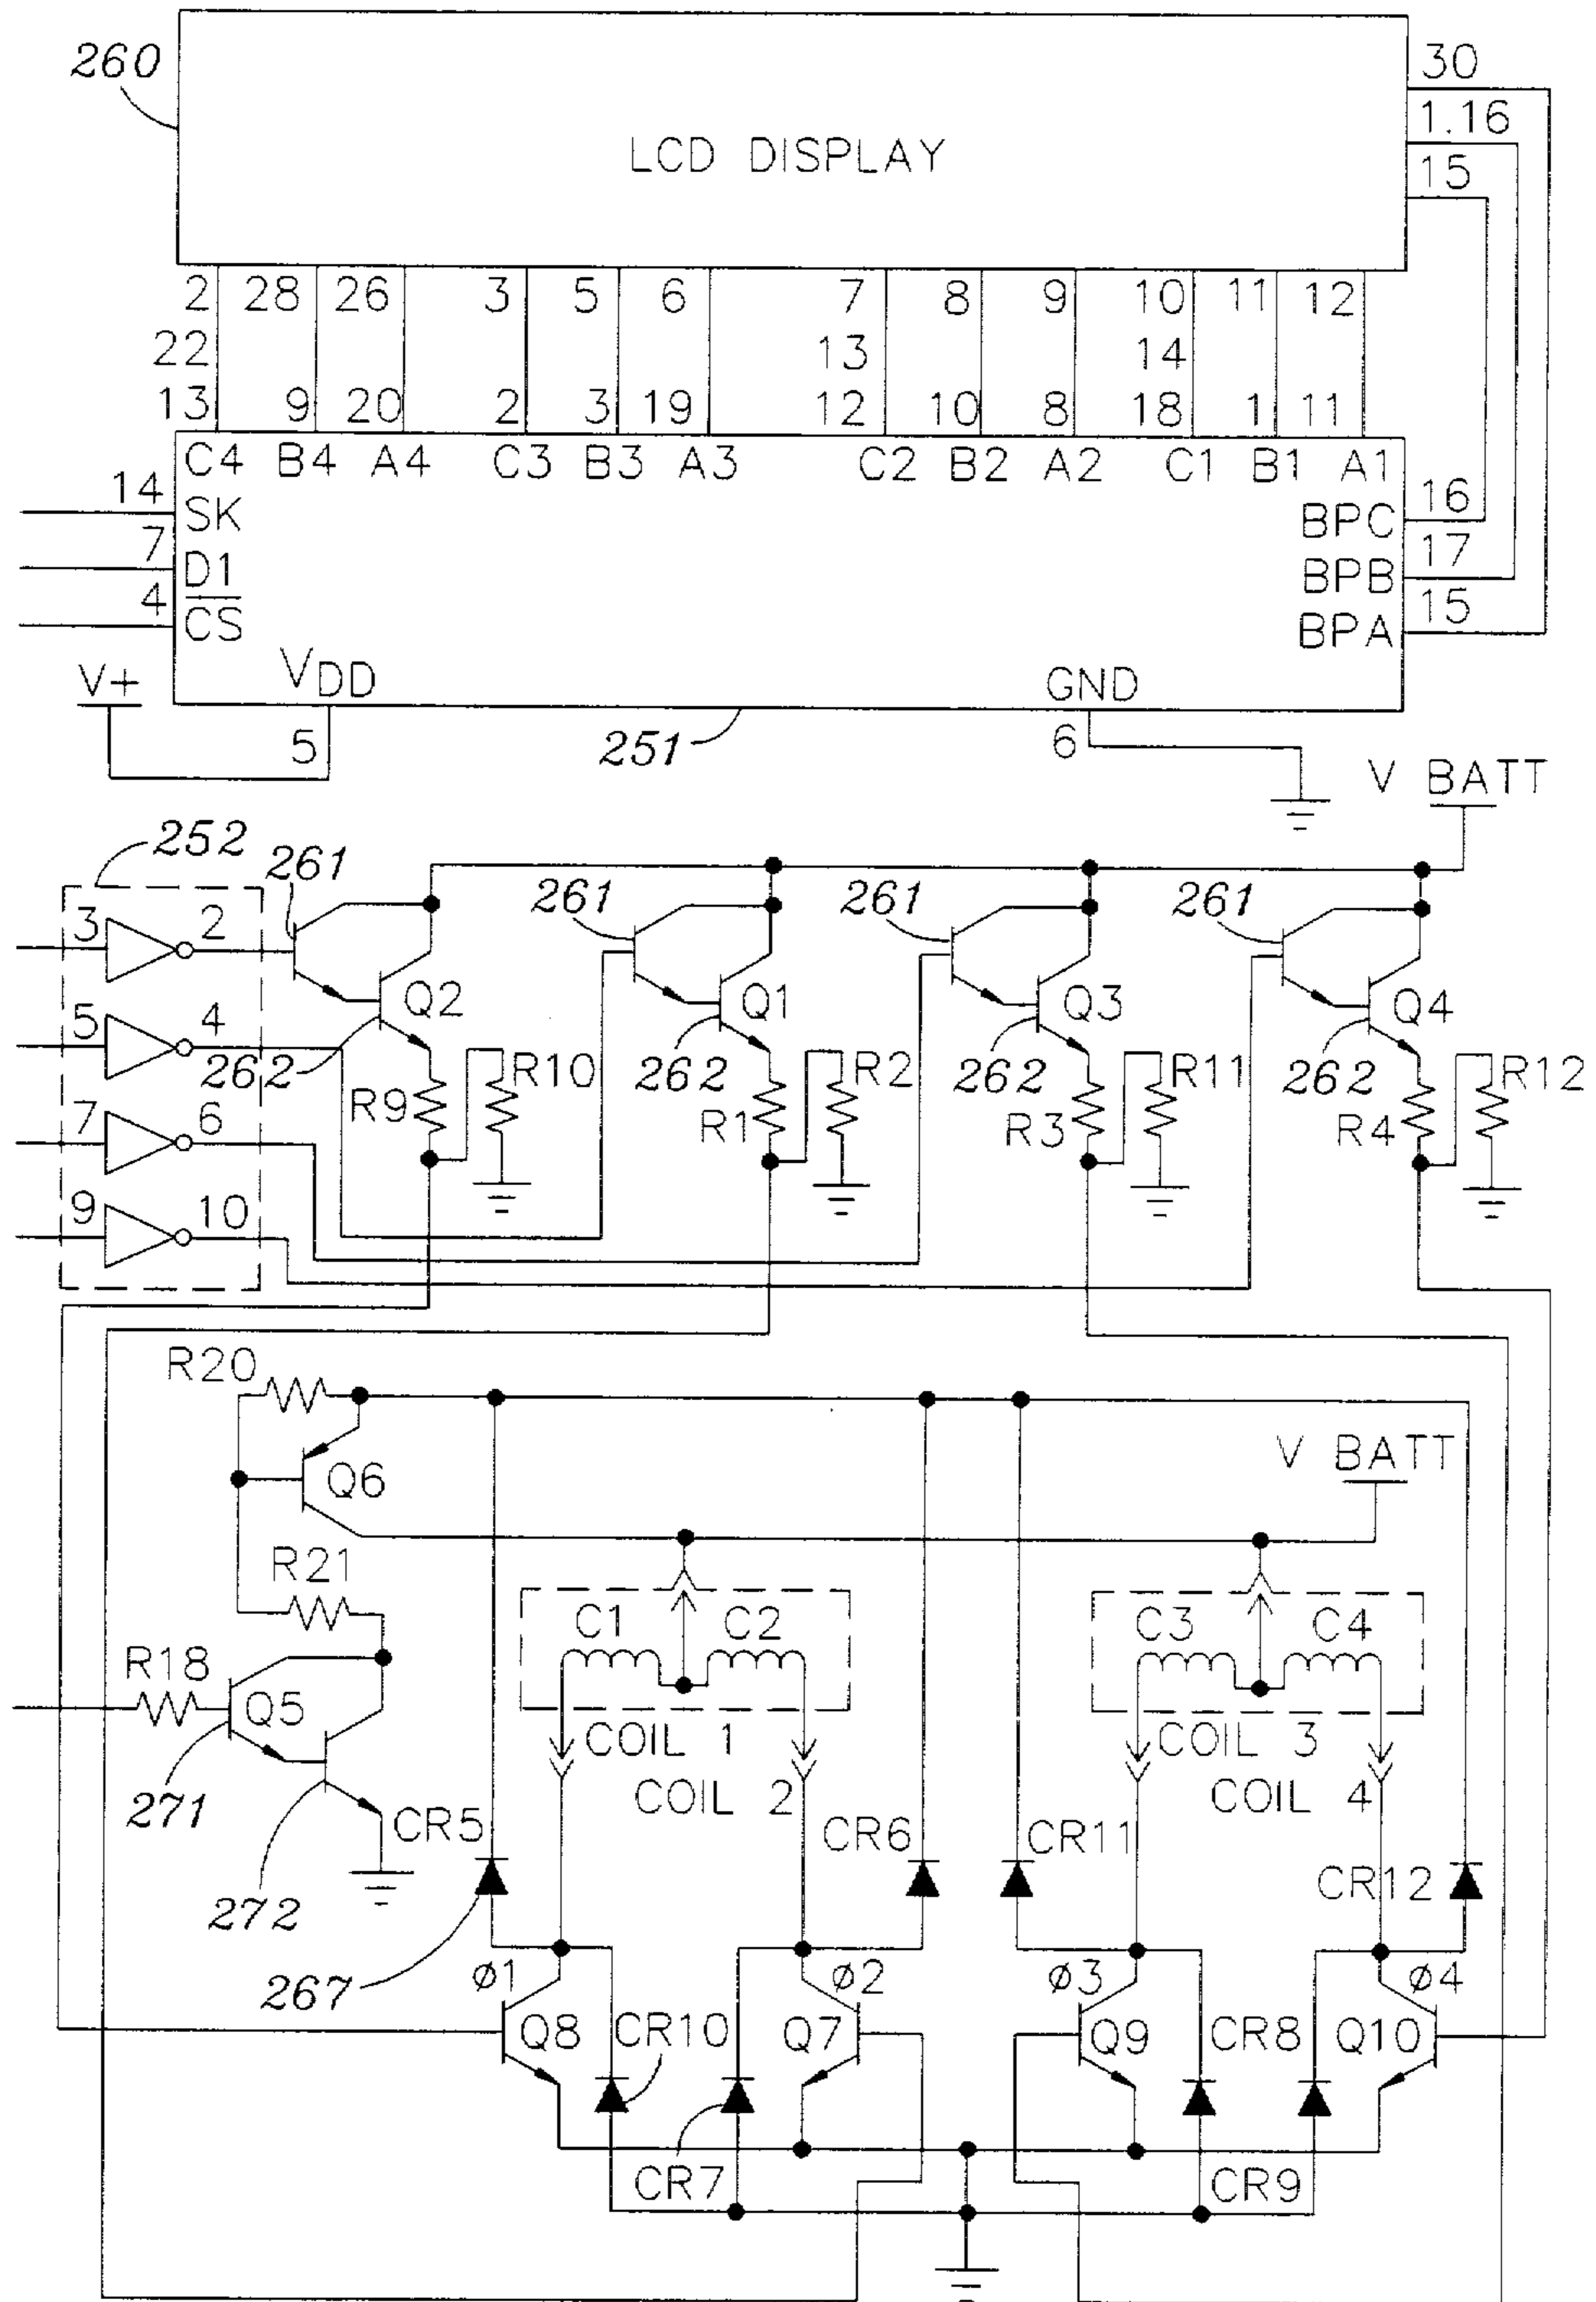 260
30
1.16
15
LCD DISPLAY
2 28 26 3 5 6 7 8 9 10 11 12
22 13 14
13 9 20 2 3 19 12 10 8 18 1 11
C4 B4 A4 C3 B3 A3 C2 B2 A2 C1 B1 A1
14 SK
7 D1
4 CS
BPC 16
BPB 17
BPA 15
V+
VDD
GND
5
251
6
V BATT
252
261 261 261 261
3 2
5 4
7 6
9 10
Q2 Q1 Q3 Q4
262 262 262 262
R9 R10 R1 R2 R3 R11 R4 R12
R20
Q6
V BATT
R21
C1 C2 C3 C4
R18
Q5
COIL 1 COIL 3
COIL 2 COIL 4
271
272
CR5 CR6 CR11 CR12
267
ø1 ø2 ø3 ø4
Q8 CR10 Q7 Q9 CR8 Q10
CR7 CR9